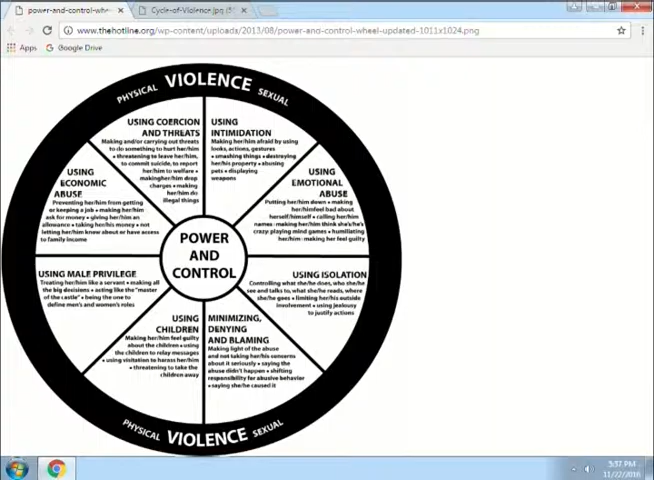 power-and-control-whe
Cycle-of-Violence.jpg (5
www.thehotline.org/wp-content/uploads/2013/08/power-and-control-wheel-updated-1011x1024.png
Apps
Google Drive
PHYSICAL VIOLENCE SEXUAL
USING COERCION
AND THREATS
Making and/or carrying out threats
to do something to hurt her/him
• threatening to leave her/him,
to commit suicide, to report
her/him to welfare •
makingher/him drop
charges • making
her/him do
illegal things
USING
INTIMIDATION
Making her/him afraid by using
looks, actions, gestures
• smashing things • destroying
her/his property • abusing
pets • displaying
weapons
USING
ECONOMIC
ABUSE
Preventing her/him from getting
or keeping a job • making her/him
ask for money • giving her/him an
allowance • taking her/his money • not
letting her/him know about or have access
to family income
USING
EMOTIONAL
ABUSE
Putting her/him down • making
her/himfeel bad about
herself/himself • calling her/him
names • making her/him think she's/he's
crazy playing mind games • humiliating
her/him • making her/him feel guilty
POWER
AND
CONTROL
USING MALE PRIVILEGE
Treating her/him like a servant • making all
the big decisions • acting like the "master
of the castle" • being the one to
define men's and women's roles
USING ISOLATION
Controlling what she/he does, who she/he
see and talks to, what she/he reads, where
she/he goes • limiting her/his outside
involvement • using jealousy
to justify actions
USING
CHILDREN
Making her/him feel guilty
about the children • using
the children to relay messages
• using visitation to harass her/him
• threatening to take the
children away
MINIMIZING,
DENYING
AND BLAMING
Making light of the abuse
and not taking her/his concerns
about it seriously • saying the
abuse didn't happen • shifting
responsibility for abusive behavior
• saying she/he caused it
PHYSICAL VIOLENCE SEXUAL
5:57 PM
11/22/2016